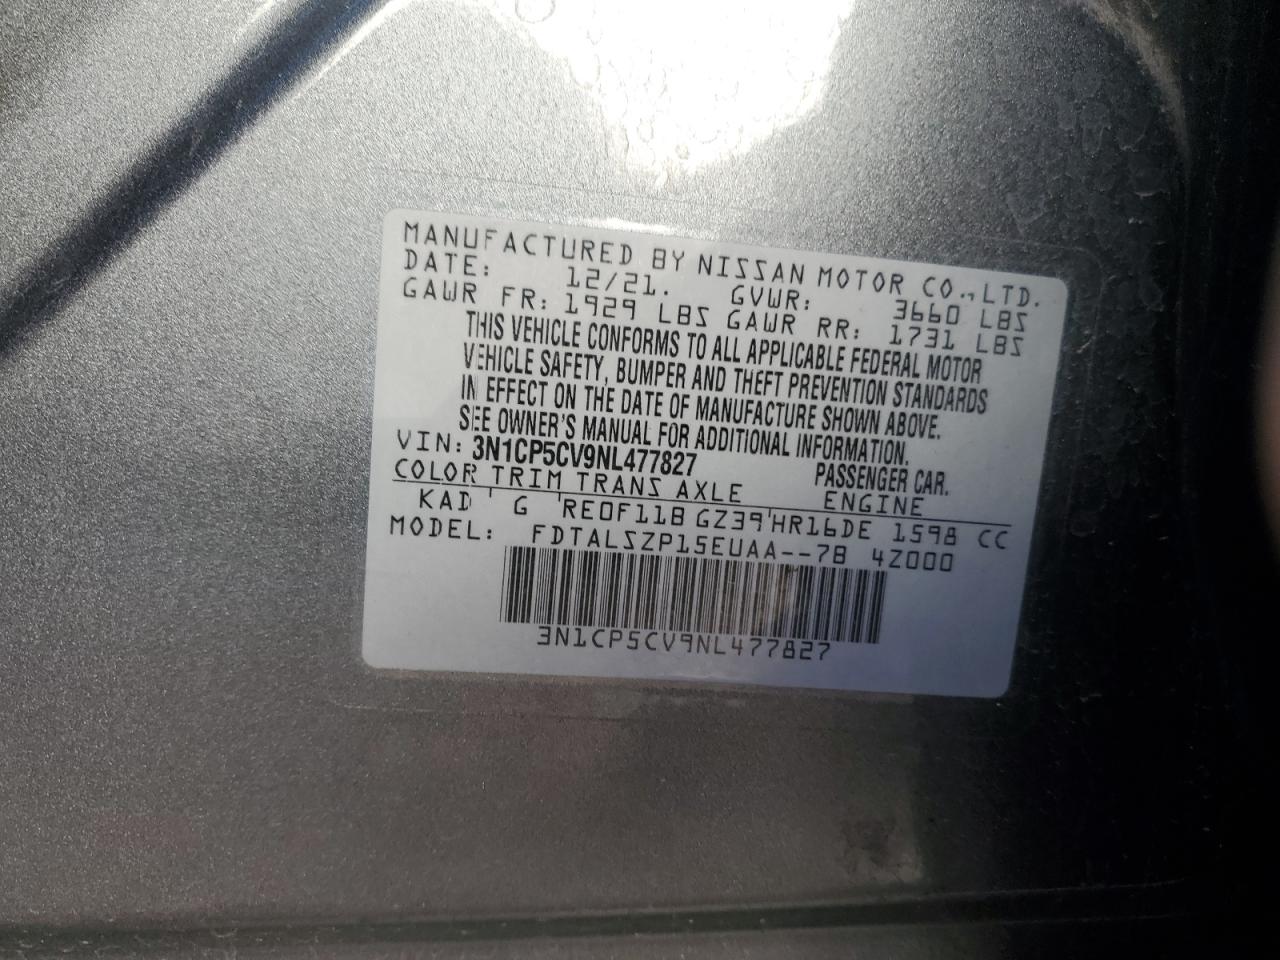 MANUFACTURED BY NISSAN MOTOR CO.,LTD.
DATE: 12/21. GVWR: 3660 LBS
GAWR FR: 1929 LBS GAWR RR: 1731 LBS
THIS VEHICLE CONFORMS TO ALL APPLICABLE FEDERAL MOTOR
VEHICLE SAFETY, BUMPER AND THEFT PREVENTION STANDARDS
IN EFFECT ON THE DATE OF MANUFACTURE SHOWN ABOVE.
SEE OWNER'S MANUAL FOR ADDITIONAL INFORMATION.
VIN: 3N1CP5CV9NL477827 PASSENGER CAR.
COLOR TRIM TRANS AXLE ENGINE
KAD ' G 'RE0F11B GZ39'HR16DE 1598 CC
MODEL: FDTALSZP15EUAA--7B 4Z000
3N1CP5CV9NL477827